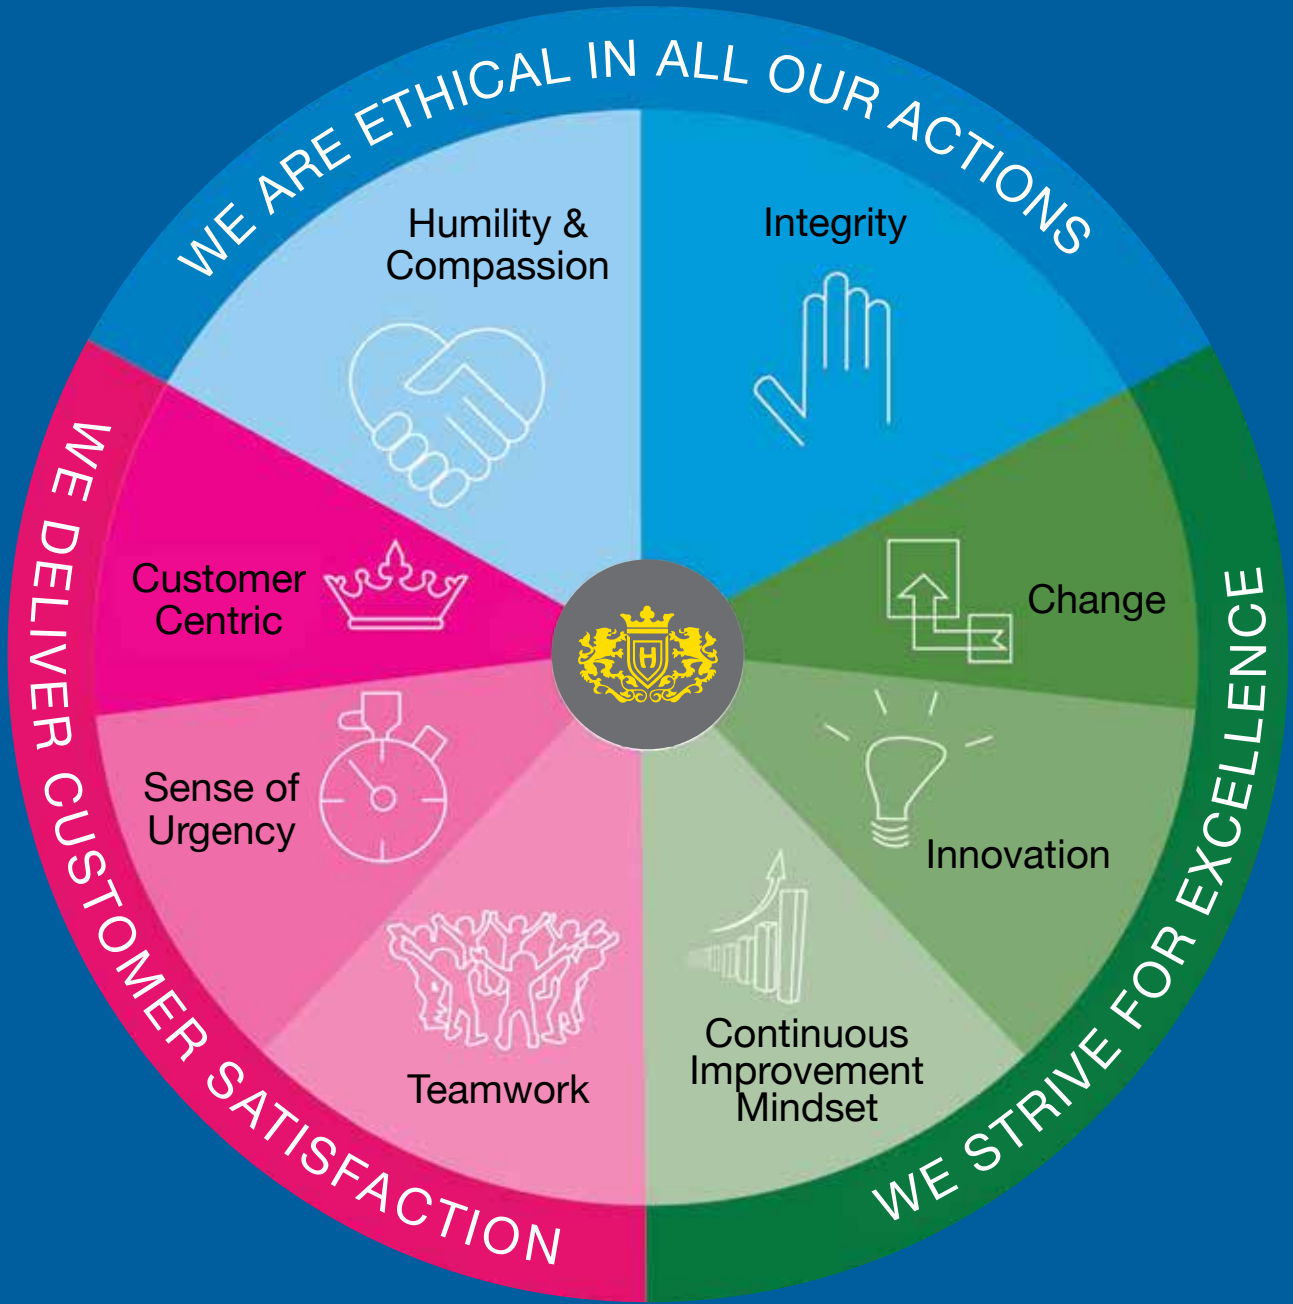 WE ARE ETHICAL IN ALL OUR ACTIONS
Humility &
Compassion
Integrity
Change
Innovation
Continuous
Improvement
Mindset
WE STRIVE FOR EXCELLENCE
Customer
Centric
Sense of
Urgency
Teamwork
WE DELIVER CUSTOMER SATISFACTION
H